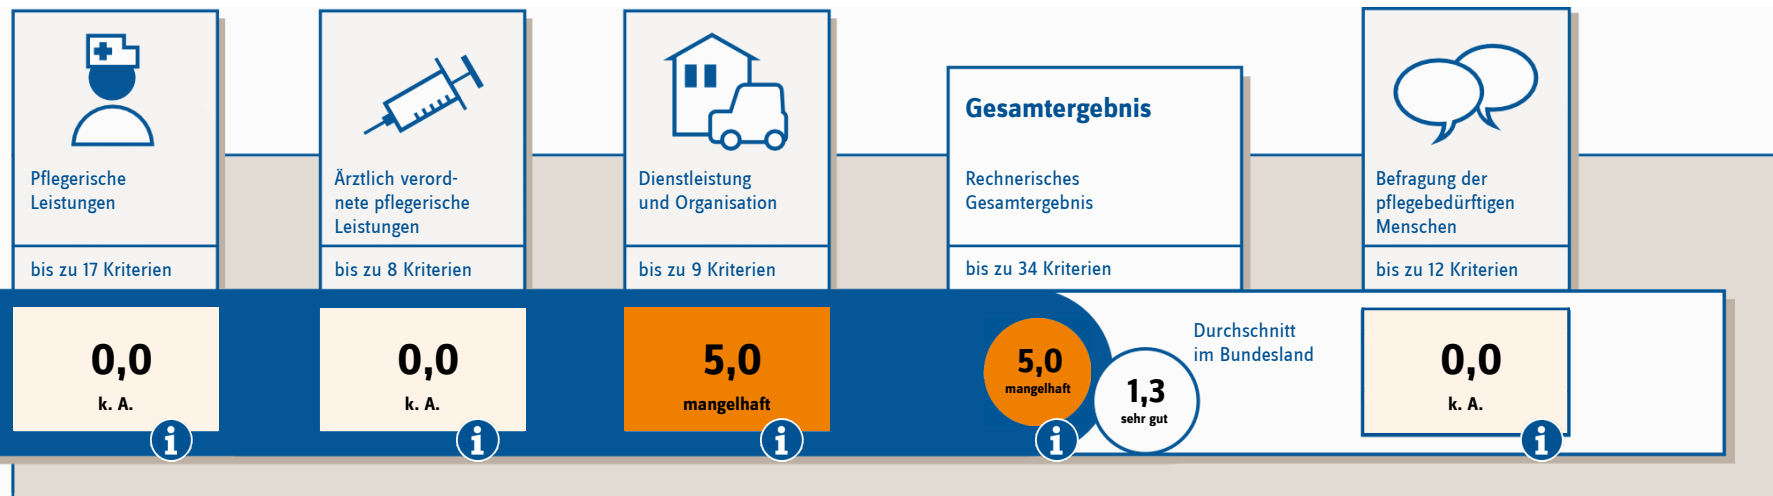 Pflegerische
Leistungen
bis zu 17 Kriterien
0,0
k. A.
i
Ärztlich verord-
nete pflegerische
Leistungen
bis zu 8 Kriterien
0,0
k. A.
i
Dienstleistung
und Organisation
bis zu 9 Kriterien
5,0
mangelhaft
i
Gesamtergebnis
Rechnerisches
Gesamtergebnis
bis zu 34 Kriterien
5,0
mangelhaft
i
1,3
sehr gut
Durchschnitt
im Bundesland
Befragung der
pflegebedürftigen
Menschen
bis zu 12 Kriterien
0,0
k. A.
i